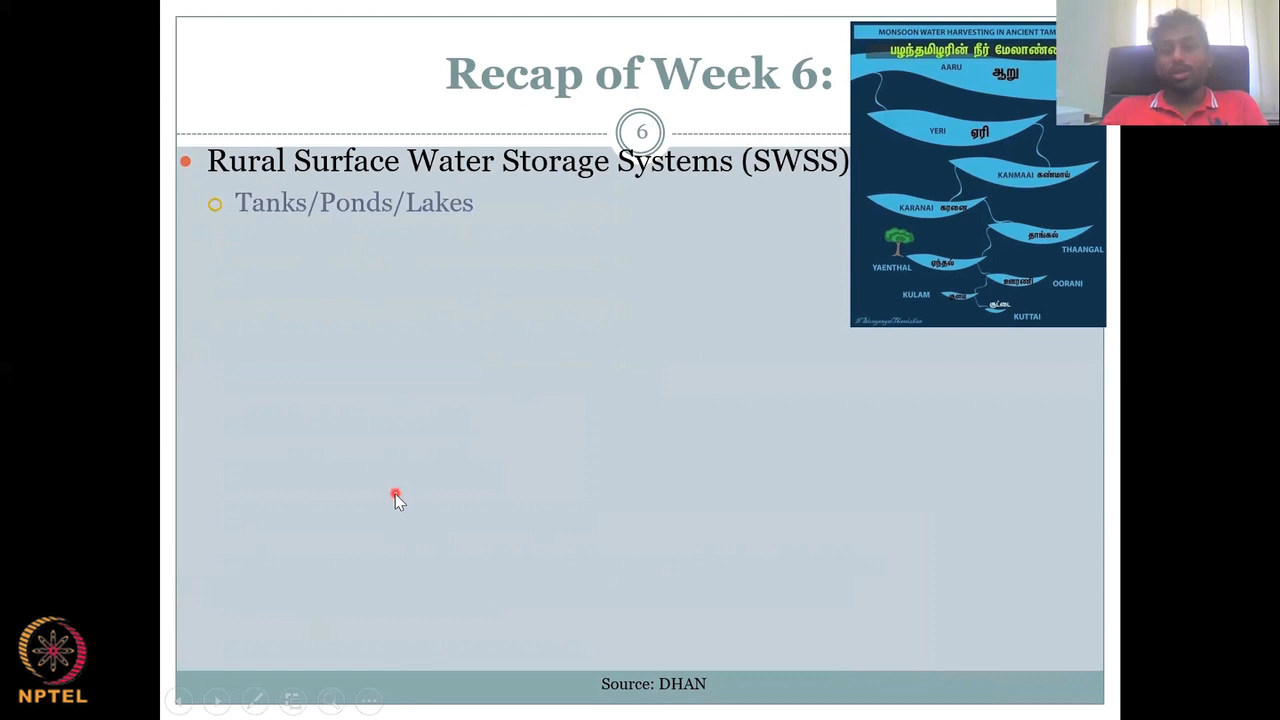 Recap of Week 6:
6
Rural Surface Water Storage Systems (SWSS)
Tanks/Ponds/Lakes
MONSOON WATER HARVESTING IN ANCIENT
பழந்தமிழரின் நீர்
AARU ஆறு
YERI ஏரி
KANMAAI கண்மாய்
KARANAI கரணை
தாங்கல்
THAANGAL
ஏந்தல்
YAENTHAL
ஊரணி
OORANI
KULAM
குட்டை
KUTTAI
Source: DHAN
NPTEL